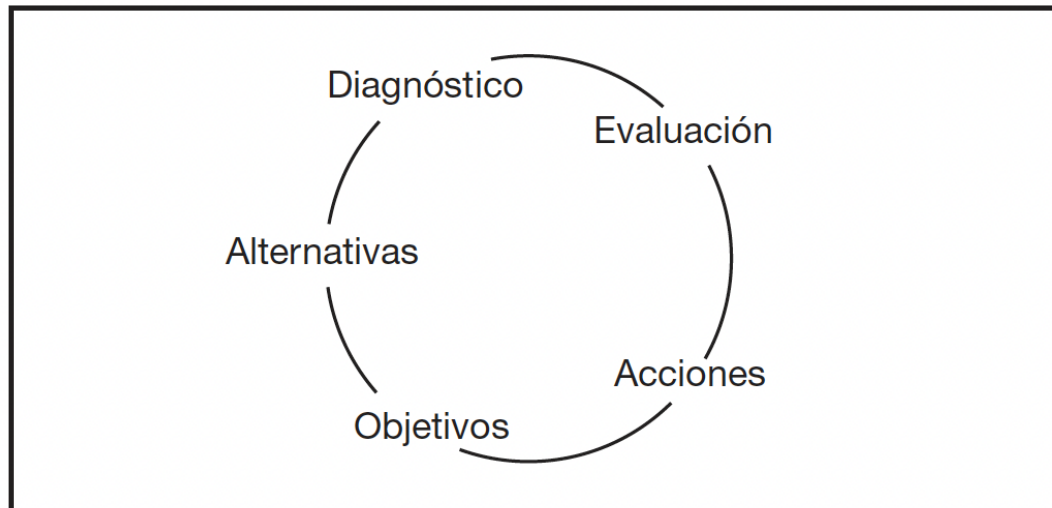 Diagnóstico
Evaluación
Alternativas
Acciones
Objetivos